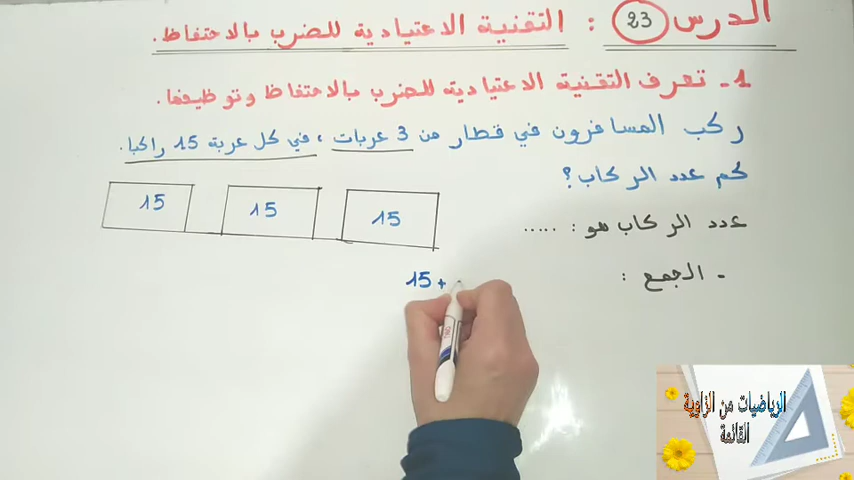 الدرس 23 : التقنية الاعتيادية للضرب بالاحتفاظ.
1- تعرف التقنية الاعتيادية للضرب بالاحتفاظ وتوظيفها.
ركب المسافرون في قطار من 3 عربات ، في كل عربة 15 راكبا.
كم عدد الركاب؟
عدد الركاب هو : .....
15 15 15
- الجمع :
15 +
الرياضيات من الزاوية
القائمة